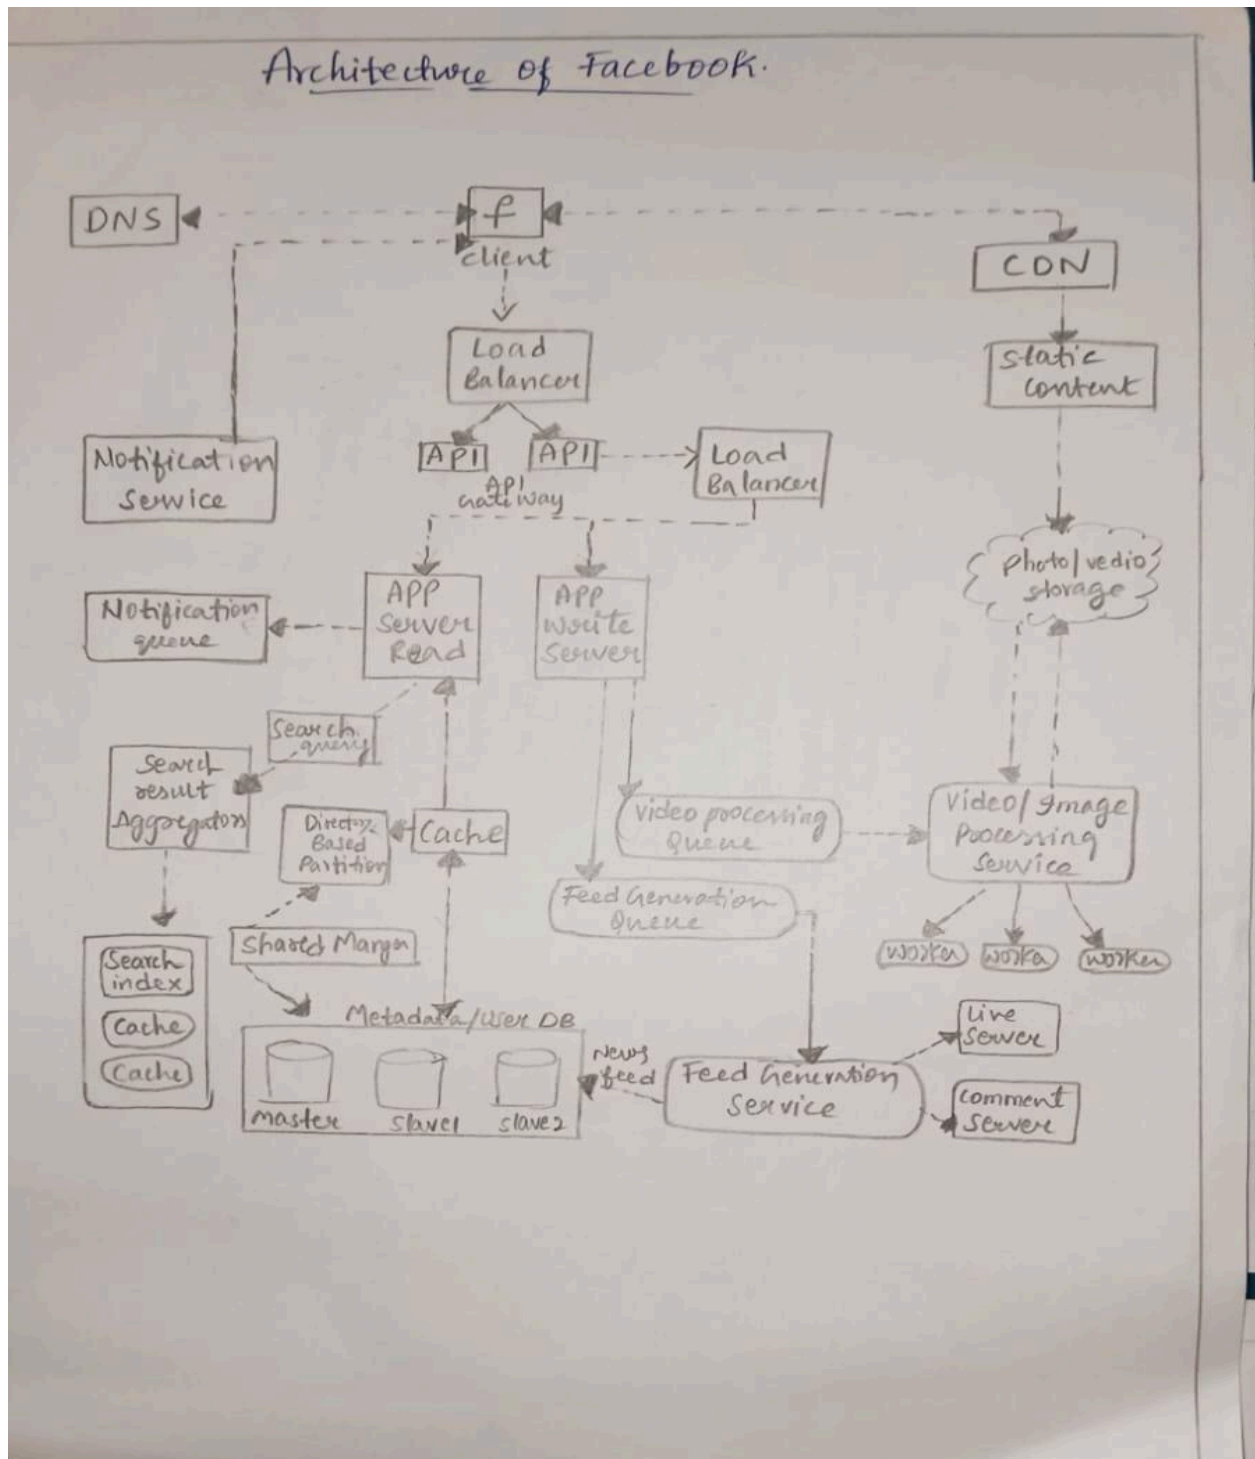 Architecture of Facebook.
DNS
f
client
CDN
Load
Balancer
static
content
Notification
Service
API
API
API
Gateway
Load
Balancer
photo/vedio
storage
Notification
queue
APP
Server
Read
APP
Write
Server
Search
query
Search
result
Aggregators
Directory
Based
Partition
Cache
Video processing
Queue
Video/Image
Processing
Service
Feed Generation
Queue
Shared Margin
worker
worker
Search
index
Cache
Cache
Metadata/User DB
master
slave1
slave2
News
feed
Feed Generation
Service
Live
Server
comment
Server